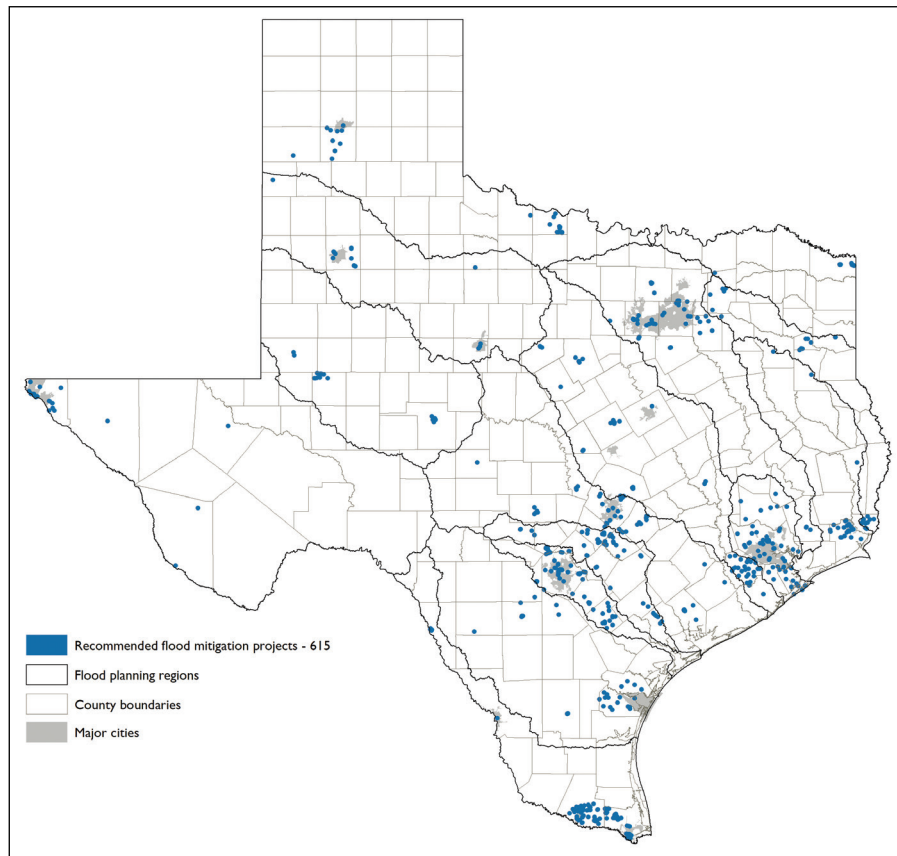 Recommended flood mitigation projects - 615
Flood planning regions
County boundaries
Major cities